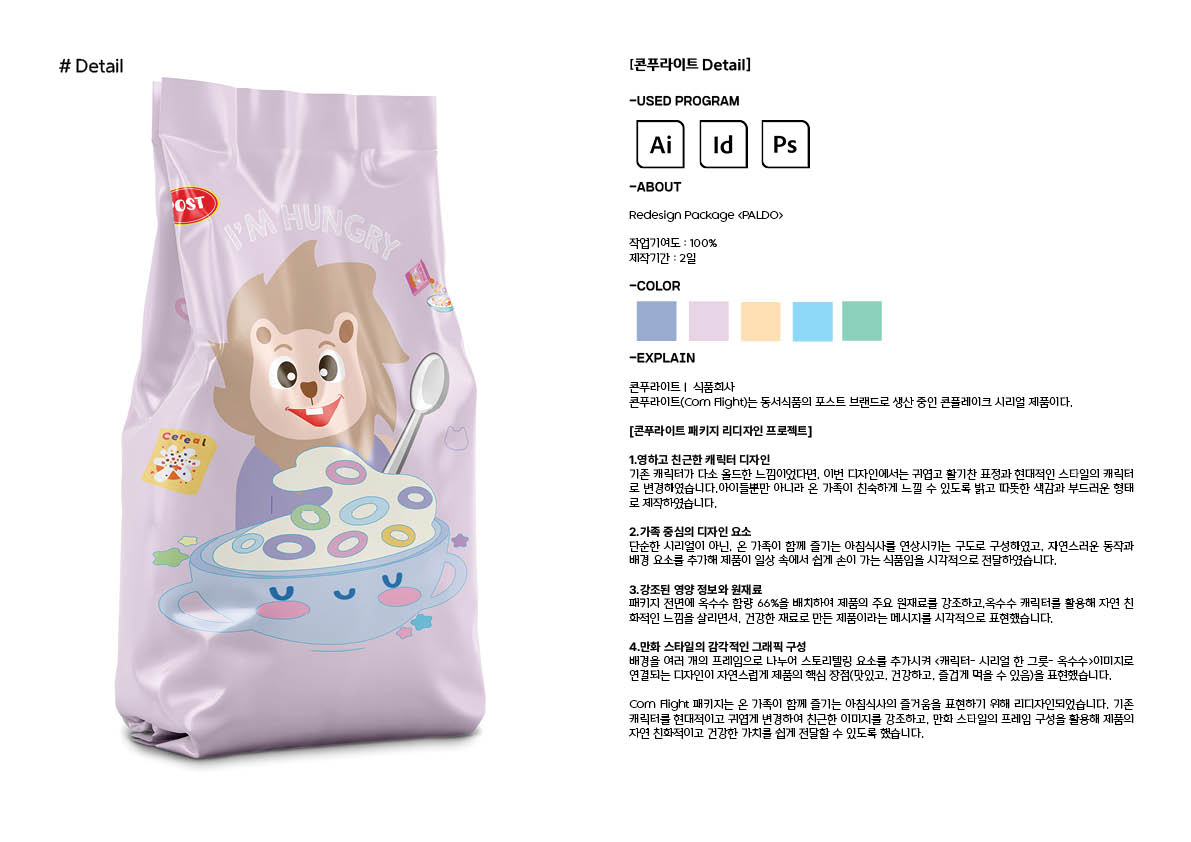 # Detail
POST
I'M HUNGRY
Cereal
[콘푸라이트 Detail]
-USED PROGRAM
Ai Id Ps
-ABOUT
Redesign Package <PALDO>
작업기여도 : 100%
제작기간 : 2일
-COLOR
-EXPLAIN
콘푸라이트 | 식품회사
콘푸라이트(Corn Flight)는 동서식품의 포스트 브랜드로 생산 중인 콘플레이크 시리얼 제품이다.
[콘푸라이트 패키지 리디자인 프로젝트]
1.영하고 친근한 캐릭터 디자인
기존 캐릭터가 다소 올드한 느낌이었다면, 이번 디자인에서는 귀엽고 활기찬 표정과 현대적인 스타일의 캐릭터
로 변경하였습니다.아이들뿐만 아니라 온 가족이 친숙하게 느낄 수 있도록 밝고 따뜻한 색감과 부드러운 형태
로 제작하였습니다.
2.가족 중심의 디자인 요소
단순한 시리얼이 아닌, 온 가족이 함께 즐기는 아침식사를 연상시키는 구도로 구성하였고, 자연스러운 동작과
배경 요소를 추가해 제품이 일상 속에서 쉽게 손이 가는 식품임을 시각적으로 전달하였습니다.
3.강조된 영양 정보와 원재료
패키지 전면에 옥수수 함량 66%을 배치하여 제품의 주요 원재료를 강조하고,옥수수 캐릭터를 활용해 자연 친
화적인 느낌을 살리면서, 건강한 재료로 만든 제품이라는 메시지를 시각적으로 표현했습니다.
4.만화 스타일의 감각적인 그래픽 구성
배경을 여러 개의 프레임으로 나누어 스토리텔링 요소를 추가시켜 <캐릭터- 시리얼 한 그릇- 옥수수>이미지로
연결되는 디자인이 자연스럽게 제품의 핵심 장점(맛있고, 건강하고, 즐겁게 먹을 수 있음)을 표현했습니다.
Corn Flight 패키지는 온 가족이 함께 즐기는 아침식사의 즐거움을 표현하기 위해 리디자인되었습니다. 기존
캐릭터를 현대적이고 귀엽게 변경하여 친근한 이미지를 강조하고, 만화 스타일의 프레임 구성을 활용해 제품의
자연 친화적이고 건강한 가치를 쉽게 전달할 수 있도록 했습니다.